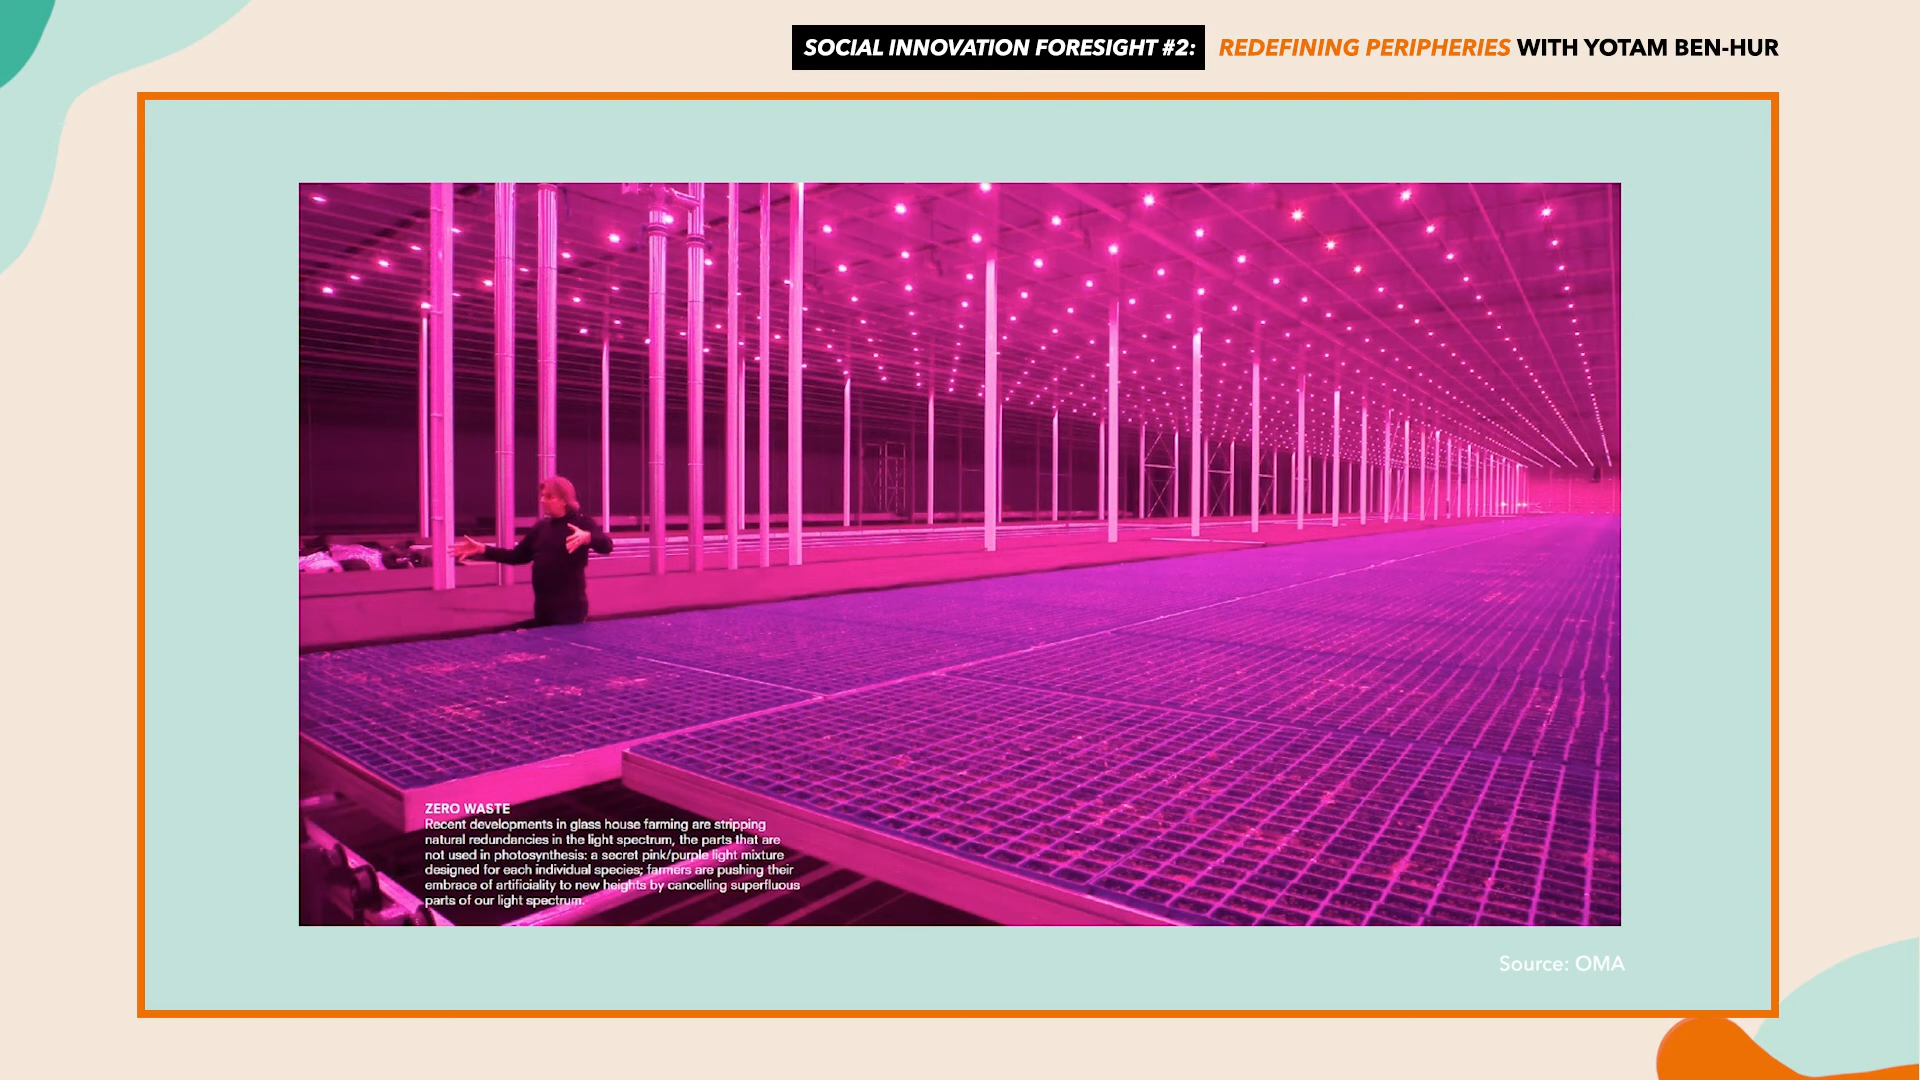 SOCIAL INNOVATION FORESIGHT #2: REDEFINING PERIPHERIES WITH YOTAM BEN-HUR
ZERO WASTE
Recent developments in glass house farming are stripping
natural redundancies in the light spectrum, the parts that are
not used in photosynthesis: a secret pink/purple light mixture
designed for each individual species; farmers are pushing their
embrace of artificiality to new heights by cancelling superfluous
parts of our light spectrum.
Source: OMA